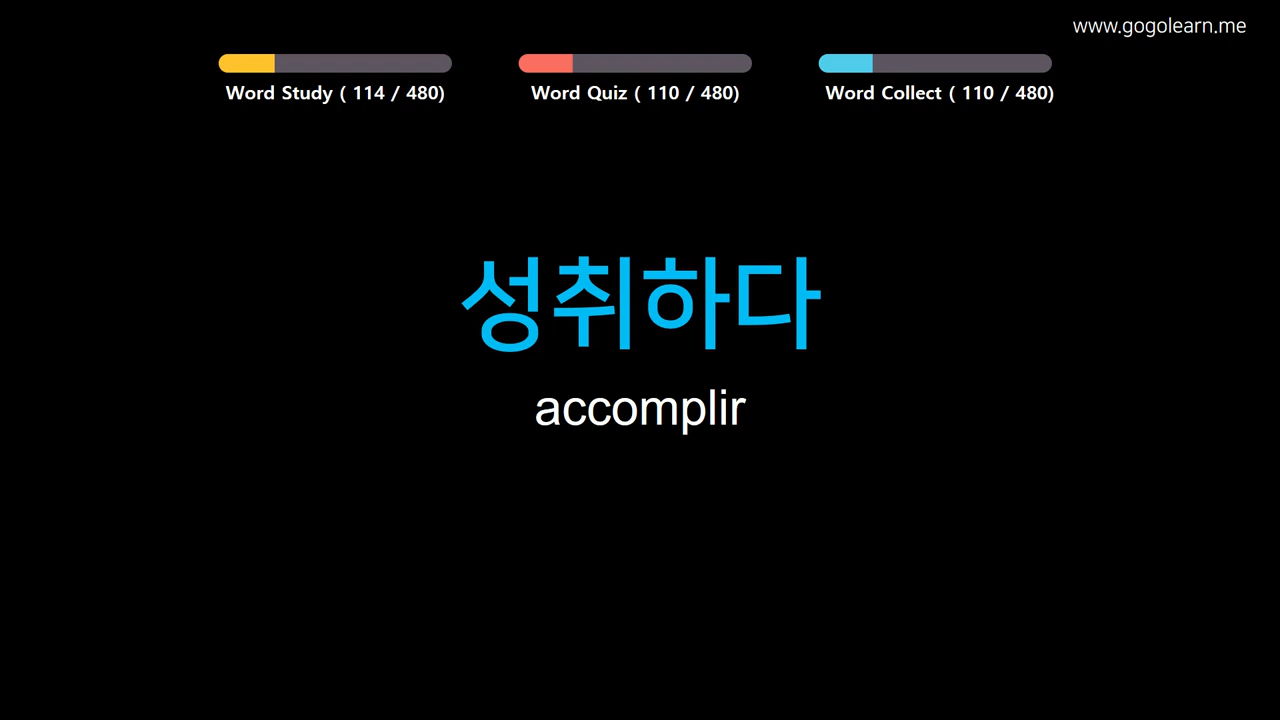 www.gogolearn.me
Word Study ( 114 / 480)
Word Quiz ( 110 / 480)
Word Collect ( 110 / 480)
성취하다
accomplir